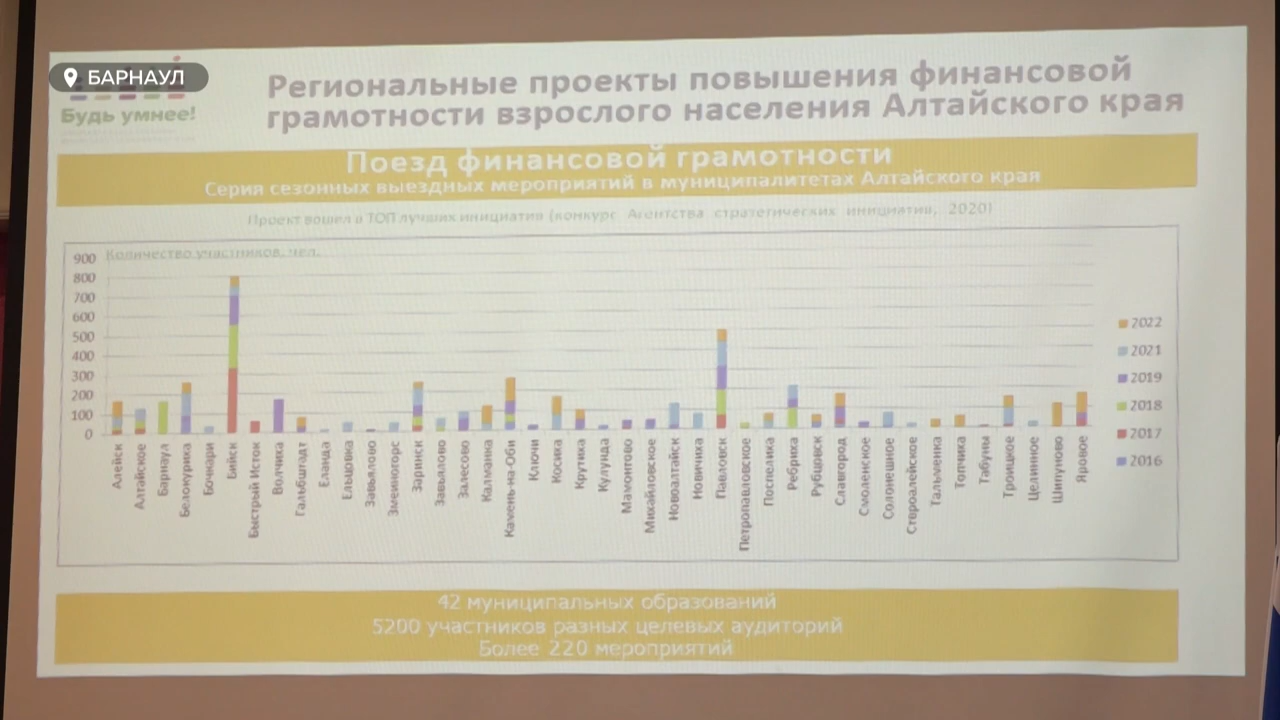 БАРНАУЛ
Будь умнее!
Региональные проекты повышения финансовой
грамотности взрослого населения Алтайского края
Поезд финансовой грамотности
Серия сезонных выездных мероприятий в муниципалитетах Алтайского края
Проект вошел в ТОП лучших инициатив (конкурс Агентства стратегических инициатив, 2020)
Количество участников, чел.
900
800
700
600
500
400
300
200
100
0
2022
2021
2019
2018
2017
2016
Алейск
Алтайское
Барнаул
Белокуриха
Бочкари
Бийск
Быстрый Исток
Волчиха
Гальбштадт
Еланда
Ельцовка
Завьялово
Змеиногорс
Заринск
Завьялово
Залесово
Калманка
Камень-на-Оби
Ключи
Косиха
Крутиха
Кулунда
Мамонтово
Михайловское
Новоалтайск
Новичиха
Павловск
Петропавловское
Поспелиха
Ребриха
Рубцовск
Славгород
Смоленское
Солонешное
Староалейское
Тальменка
Топчиха
Табуны
Троицкое
Целинное
Шипуново
Яровое
42 муниципальных образований
5200 участников разных целевых аудиторий
Более 220 мероприятий